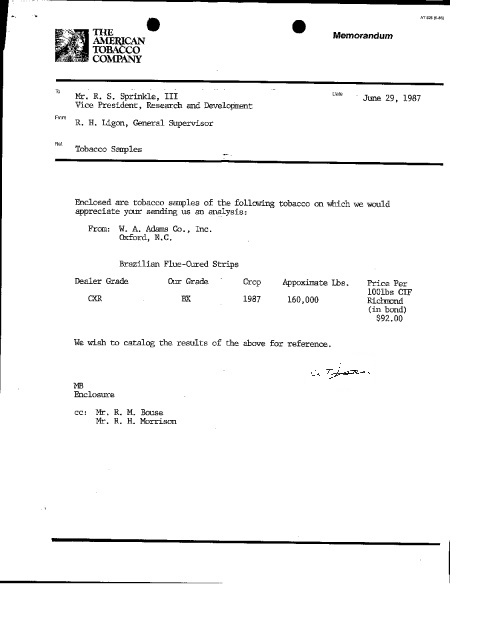 AT-825 (6-86)
THE
AMERICAN
TOBACCO
COMPANY
Memorandum
To Mr. R. S. Sprinkle, III
Vice President, Research and Development
Date June 29, 1987
From R. H. Ligon, General Supervisor
Ref. Tobacco Samples
Enclosed are tobacco samples of the following tobacco on which we would
appreciate your sending us an analysis:
From: W. A. Adams Co., Inc.
Oxford, N.C.
Brazilian Flue-Cured Strips
Dealer Grade Our Grade Crop Appoximate Lbs. Price Per
100lbs CIF
CXR BX 1987 160,000 Richmond
(in bond)
$92.00
We wish to catalog the results of the above for reference.
MB
Enclosure
cc: Mr. R. M. Bouse
Mr. R. H. Morrison